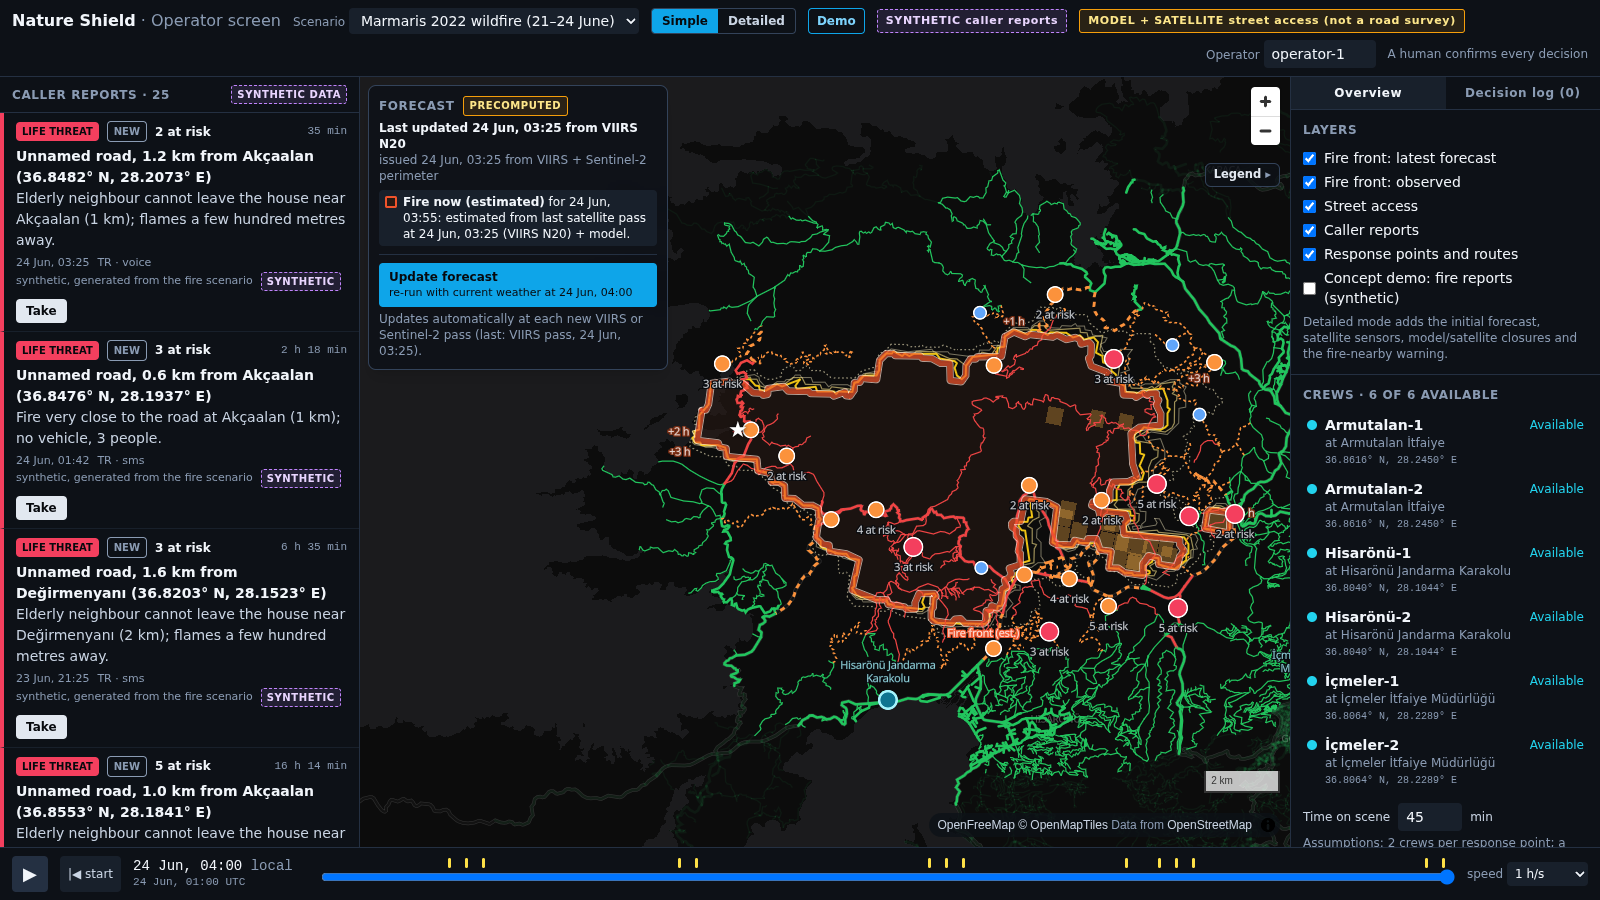 Nature Shield · Operator screen
Scenario Marmaris 2022 wildfire (21–24 June)
Simple Detailed
Demo
SYNTHETIC caller reports
MODEL + SATELLITE street access (not a road survey)
Operator operator-1 A human confirms every decision
CALLER REPORTS · 25 SYNTHETIC DATA
LIFE THREAT NEW 2 at risk 35 min
Unnamed road, 1.2 km from Akçaalan
(36.8482° N, 28.2073° E)
Elderly neighbour cannot leave the house near
Akçaalan (1 km); flames a few hundred metres
away.
24 Jun, 03:25 TR · voice
synthetic, generated from the fire scenario SYNTHETIC
Take
LIFE THREAT NEW 3 at risk 2 h 18 min
Unnamed road, 0.6 km from Akçaalan
(36.8476° N, 28.1937° E)
Fire very close to the road at Akçaalan (1 km);
no vehicle, 3 people.
24 Jun, 01:42 TR · sms
synthetic, generated from the fire scenario SYNTHETIC
Take
LIFE THREAT NEW 3 at risk 6 h 35 min
Unnamed road, 1.6 km from
Değirmenyanı (36.8203° N, 28.1523° E)
Elderly neighbour cannot leave the house near
Değirmenyanı (2 km); flames a few hundred
metres away.
23 Jun, 21:25 TR · sms
synthetic, generated from the fire scenario SYNTHETIC
Take
LIFE THREAT NEW 5 at risk 16 h 14 min
Unnamed road, 1.0 km from Akçaalan
(36.8553° N, 28.1841° E)
Elderly neighbour cannot leave the house near
FORECAST PRECOMPUTED
Last updated 24 Jun, 03:25 from VIIRS
N20
issued 24 Jun, 03:25 from VIIRS + Sentinel-2
perimeter
Fire now (estimated) for 24 Jun,
03:55: estimated from last satellite pass
at 24 Jun, 03:25 (VIIRS N20) + model.
Update forecast
re-run with current weather at 24 Jun, 04:00
Updates automatically at each new VIIRS or
Sentinel-2 pass (last: VIIRS pass, 24 Jun,
03:25).
+
−
Legend ▸
+1 h
2 at risk
3 at risk
+3 h
3 at risk
+2 h
+3 h
2 at risk
5 at risk
2 at risk
2 at risk
h
2 at risk
4 at risk
3 at risk
4 at risk
5 at risk
5 at risk
Fire front (est.)
3 at risk
Hisarönü Jandarma
Karakolu
İçm
M
2 km
OpenFreeMap © OpenMapTiles Data from OpenStreetMap
Overview Decision log (0)
LAYERS
Fire front: latest forecast
Fire front: observed
Street access
Caller reports
Response points and routes
Concept demo: fire reports
(synthetic)
Detailed mode adds the initial forecast,
satellite sensors, model/satellite closures and
the fire-nearby warning.
CREWS · 6 OF 6 AVAILABLE
Armutalan-1 Available
at Armutalan İtfaiye
36.8616° N, 28.2450° E
Armutalan-2 Available
at Armutalan İtfaiye
36.8616° N, 28.2450° E
Hisarönü-1 Available
at Hisarönü Jandarma Karakolu
36.8040° N, 28.1044° E
Hisarönü-2 Available
at Hisarönü Jandarma Karakolu
36.8040° N, 28.1044° E
İçmeler-1 Available
at İçmeler İtfaiye Müdürlüğü
36.8064° N, 28.2289° E
İçmeler-2 Available
at İçmeler İtfaiye Müdürlüğü
36.8064° N, 28.2289° E
Time on scene 45 min
Assumptions: 2 crews per response point; a
▶ |◀ start 24 Jun, 04:00 local
24 Jun, 01:00 UTC
speed 1 h/s